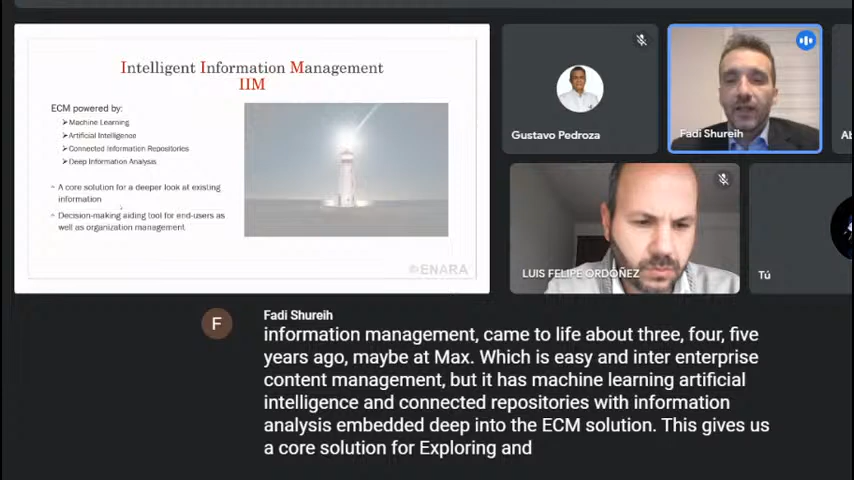 Intelligent Information Management
IIM
ECM powered by:
➢Machine Learning
➢Artificial Intelligence
➢Connected Information Repositories
➢Deep Information Analysis
- A core solution for a deeper look at existing
information
- Decision-making aiding tool for end-users as
well as organization management
©ENARA
Gustavo Pedroza
Fadi Shureih
Ab
LUIS FELIPE ORDOÑEZ
Tú
F
Fadi Shureih
information management, came to life about three, four, five
years ago, maybe at Max. Which is easy and inter enterprise
content management, but it has machine learning artificial
intelligence and connected repositories with information
analysis embedded deep into the ECM solution. This gives us
a core solution for Exploring and